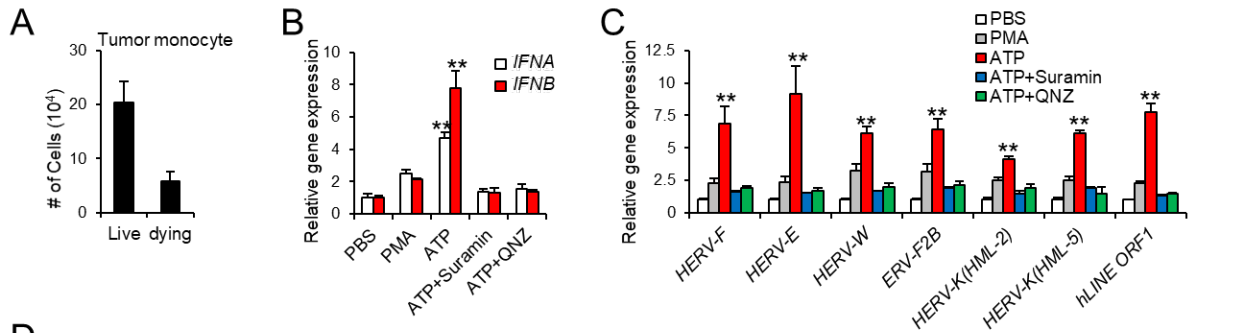 A
Tumor monocyte
# of Cells (10⁴)
30
20
10
0
Live dying
B
Relative gene expression
10
8
6
4
2
0
IFNA
IFNB
**
**
PBS
PMA
ATP
ATP+Suramin
ATP+QNZ
C
Relative gene expression
12.5
10
7.5
5
2.5
0
PBS
PMA
ATP
ATP+Suramin
ATP+QNZ
**
**
**
**
**
**
**
HERV-F
HERV-E
HERV-W
ERV-F2B
HERV-K(HML-2)
HERV-K(HML-5)
hLINE ORF1